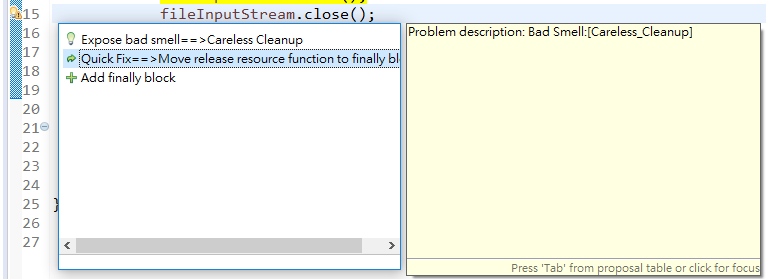 15 fileInputStream.close();
16
17
18
19
20
21
22
23
24
25 }
26
27
Expose bad smell==>Careless Cleanup
Quick Fix==>Move release resource function to finally bl
Add finally block
Problem description: Bad Smell:[Careless_Cleanup]
Press 'Tab' from proposal table or click for focus